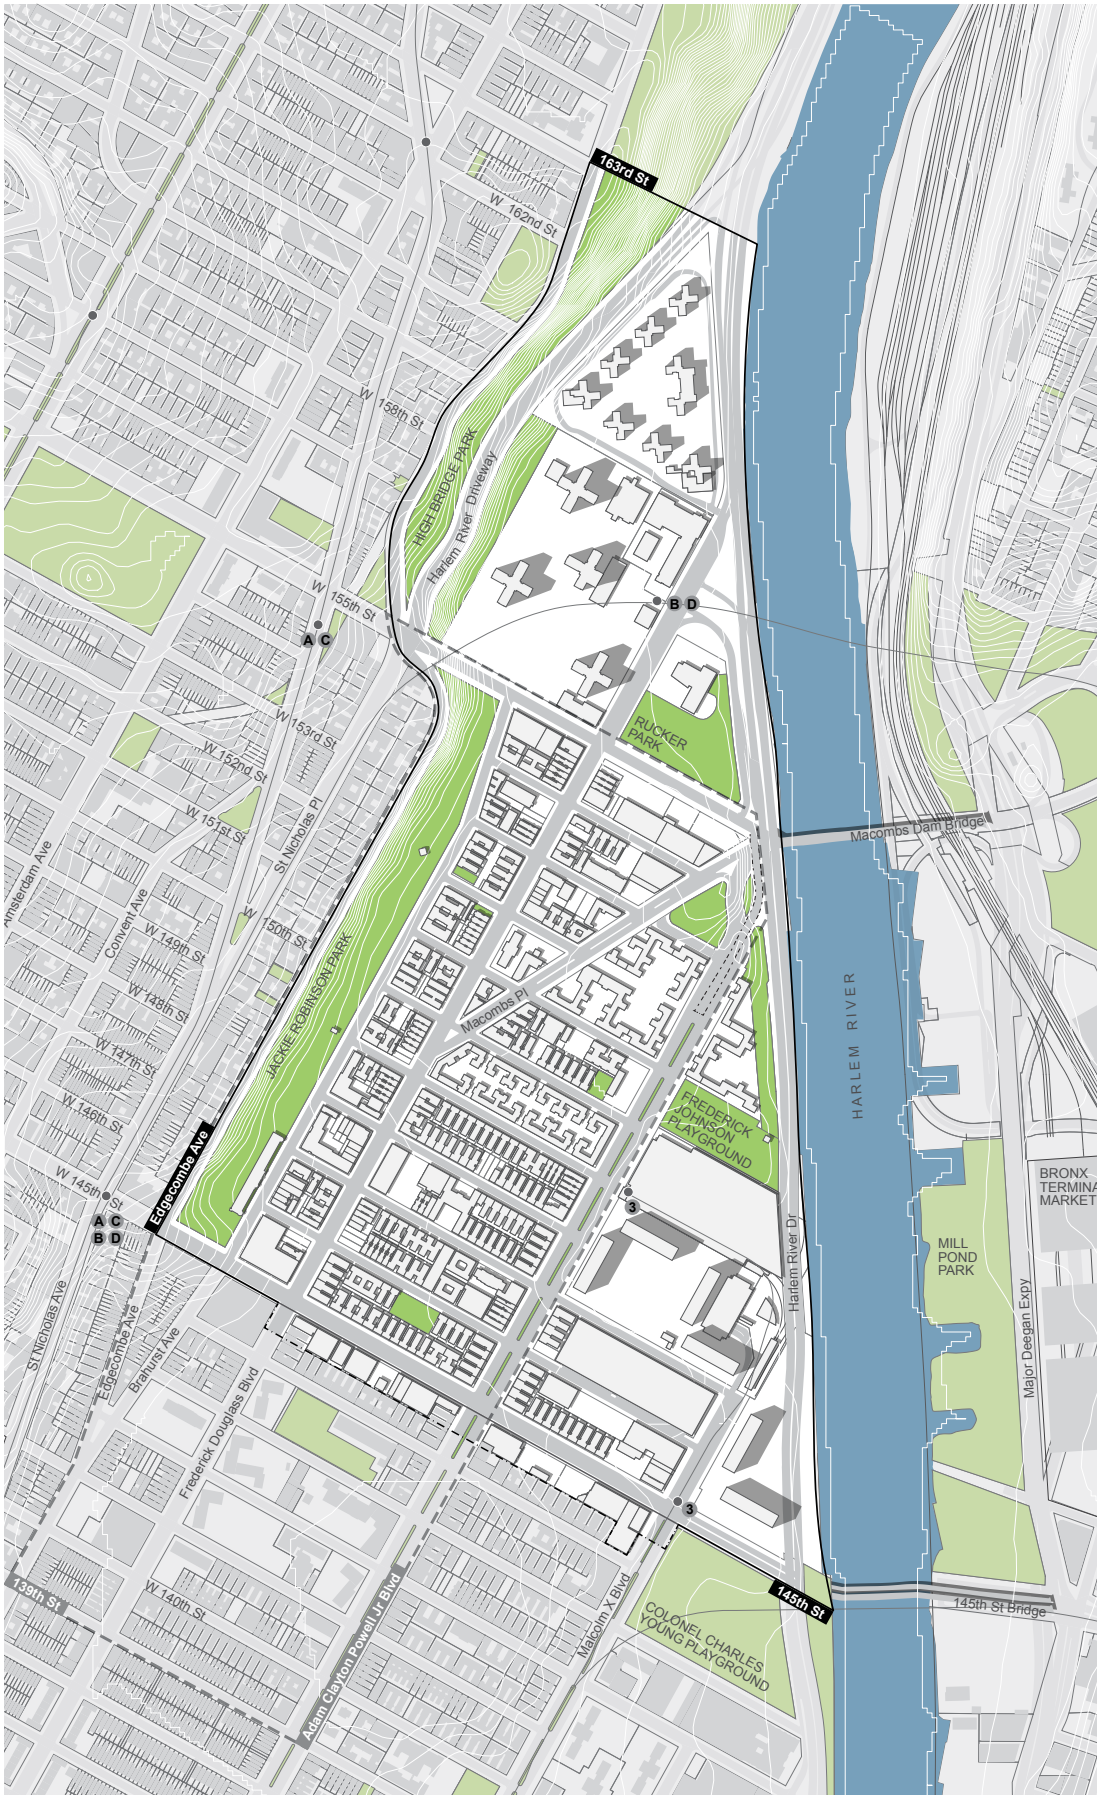 163rd St
W 162nd St
W 158th St
HIGH BRIDGE PARK
Harlem River Driveway
W 155th St
B D
A C
RUCKER
PARK
W 153rd St
W 152nd St
W 151st St
St Nicholas Pl
Macombs Dam Bridge
Amsterdam Ave
Convent Ave
W 150th St
W 149th St
W 148th St
JACKIE ROBINSON PARK
Macombs Pl
HARLEM RIVER
W 147th St
W 146th St
FREDERICK
JOHNSON
PLAYGROUND
Edgecombe Ave
W 145th St
A C
B D
3
BRONX
TERMINA
MARKET
MILL
POND
PARK
Harlem River Dr
Major Deegan Expy
St Nicholas Ave
Edgecombe Ave
Brahurst Ave
Frederick Douglass Blvd
3
139th St
W 140th St
Adam Clayton Powell Jr Blvd
Malcolm X Blvd
145th St
145th St Bridge
COLONEL CHARLES
YOUNG PLAYGROUND